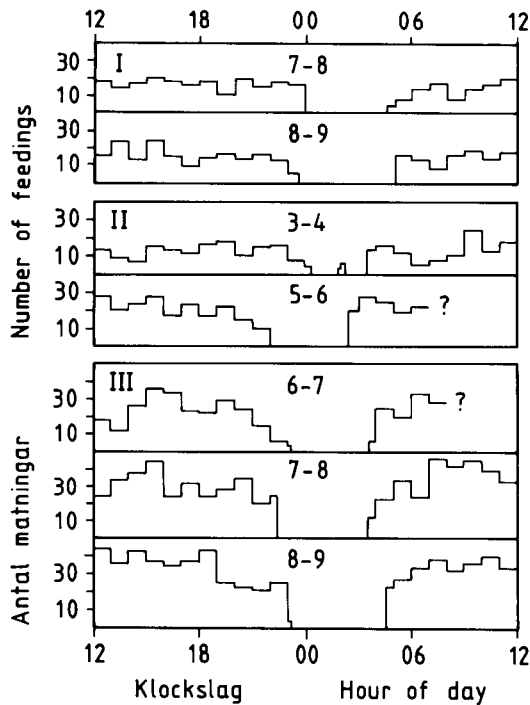 12 18 00 06 12
Number of feedings
Antal matningar
I 7-8
30
10
8-9
30
10
II 3-4
30
10
5-6
30
10
?
III 6-7
30
10
?
7-8
30
10
8-9
30
10
12 18 00 06 12
Klockslag Hour of day